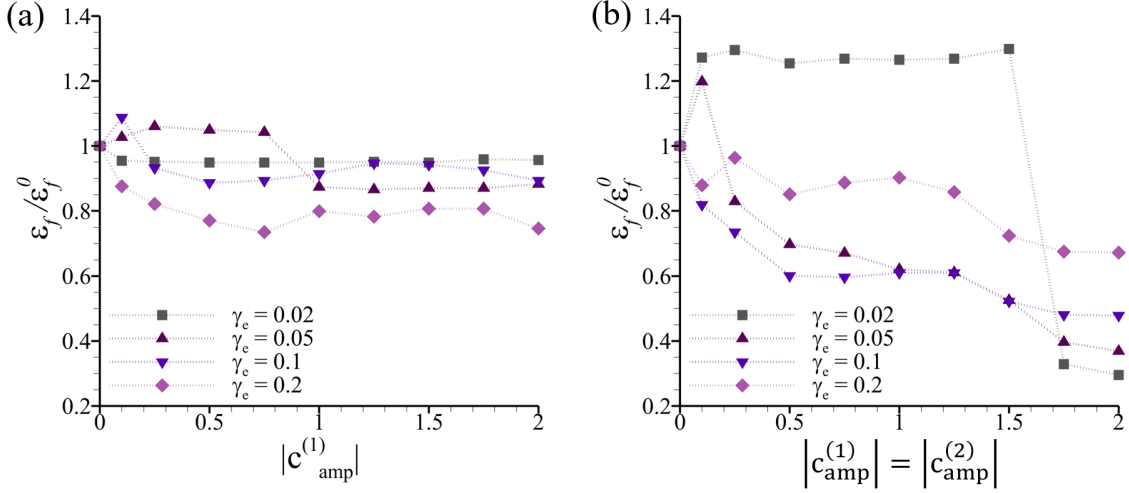 (a)
1.4
1.2
1
0.8
0.6
0.4
0.2
ε_f/ε_f^0
γ_e = 0.02
γ_e = 0.05
γ_e = 0.1
γ_e = 0.2
0 0.5 1 1.5 2
|c^(1)_amp|
(b)
1.4
1.2
1
0.8
0.6
0.4
0.2
ε_f/ε_f^0
γ_e = 0.02
γ_e = 0.05
γ_e = 0.1
γ_e = 0.2
0 0.5 1 1.5 2
|c_amp^(1)| = |c_amp^(2)|